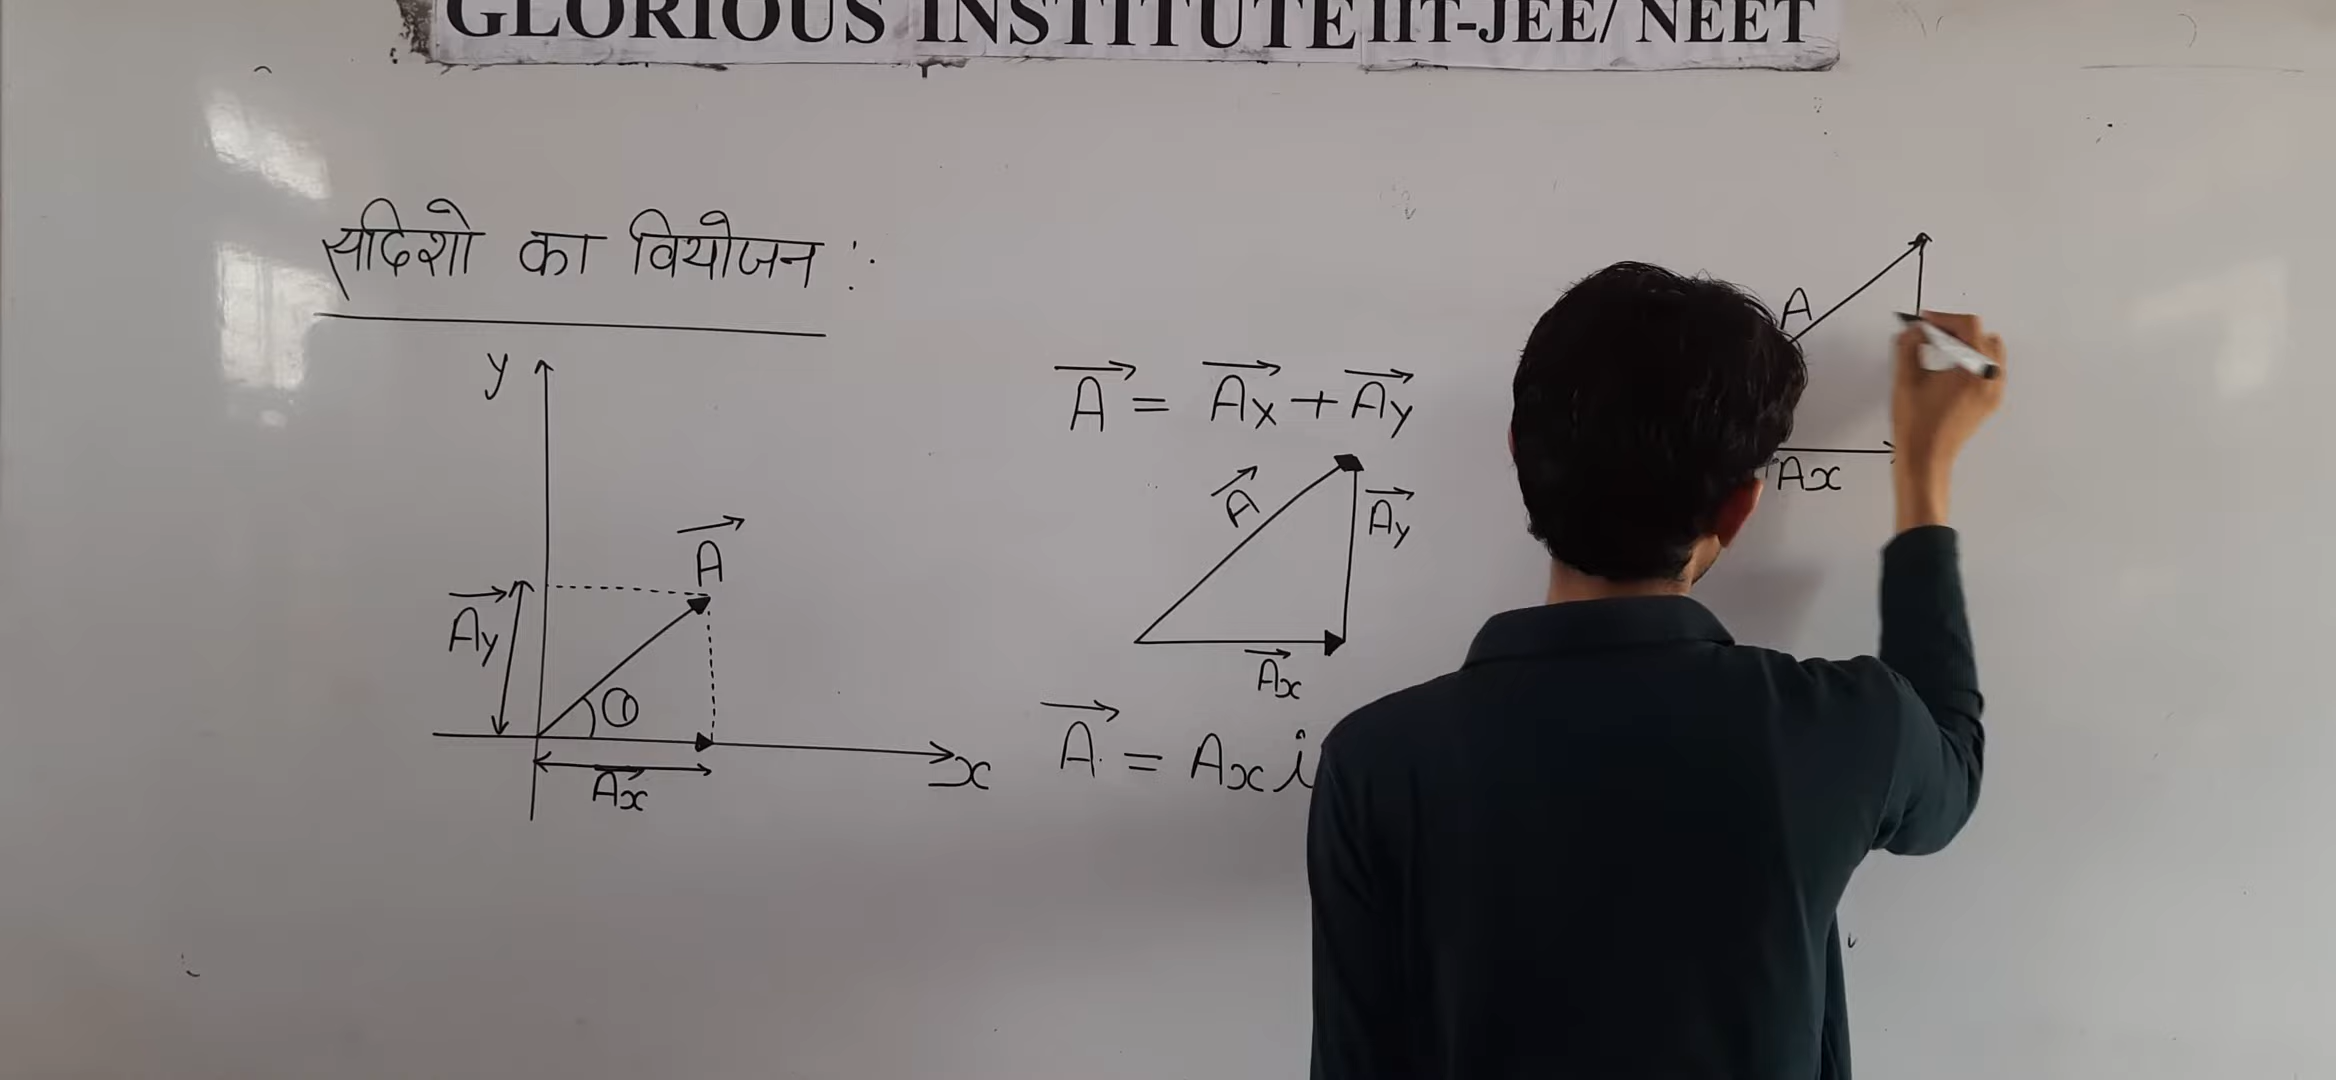 GLORIOUS INSTITUTE IIT-JEE/ NEET
सदिशो का वियोजन :
y
A
Ay
θ
Ax
x
A = Ax + Ay
A
Ay
Ax
A = Ax i
A
Ax